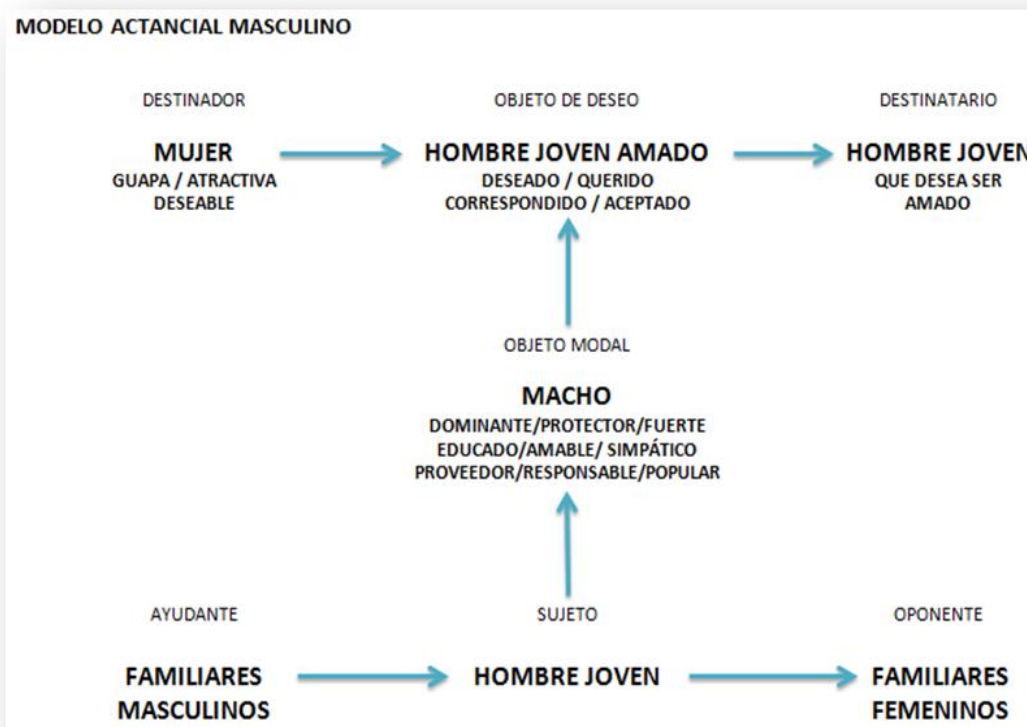 MODELO ACTANCIAL MASCULINO
DESTINADOR
MUJER
GUAPA / ATRACTIVA
DESEABLE
OBJETO DE DESEO
HOMBRE JOVEN AMADO
DESEADO / QUERIDO
CORRESPONDIDO / ACEPTADO
DESTINATARIO
HOMBRE JOVEN
QUE DESEA SER
AMADO
OBJETO MODAL
MACHO
DOMINANTE/PROTECTOR/FUERTE
EDUCADO/AMABLE/ SIMPÁTICO
PROVEEDOR/RESPONSABLE/POPULAR
AYUDANTE
FAMILIARES
MASCULINOS
SUJETO
HOMBRE JOVEN
OPONENTE
FAMILIARES
FEMENINOS